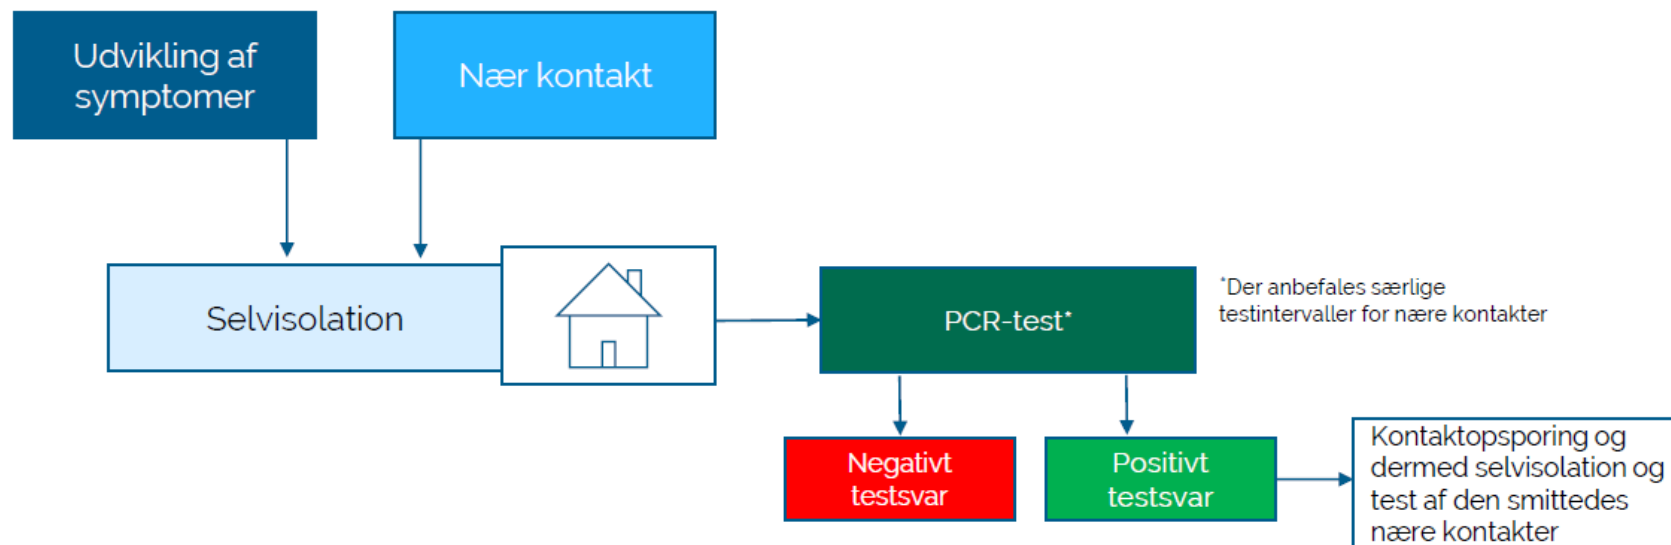 Udvikling af
symptomer
Nær kontakt
Selvisolation
PCR-test*
*Der anbefales særlige
testintervaller for nære kontakter
Negativt
testsvar
Positivt
testsvar
Kontaktopsporing og
dermed selvisolation og
test af den smittedes
nære kontakter